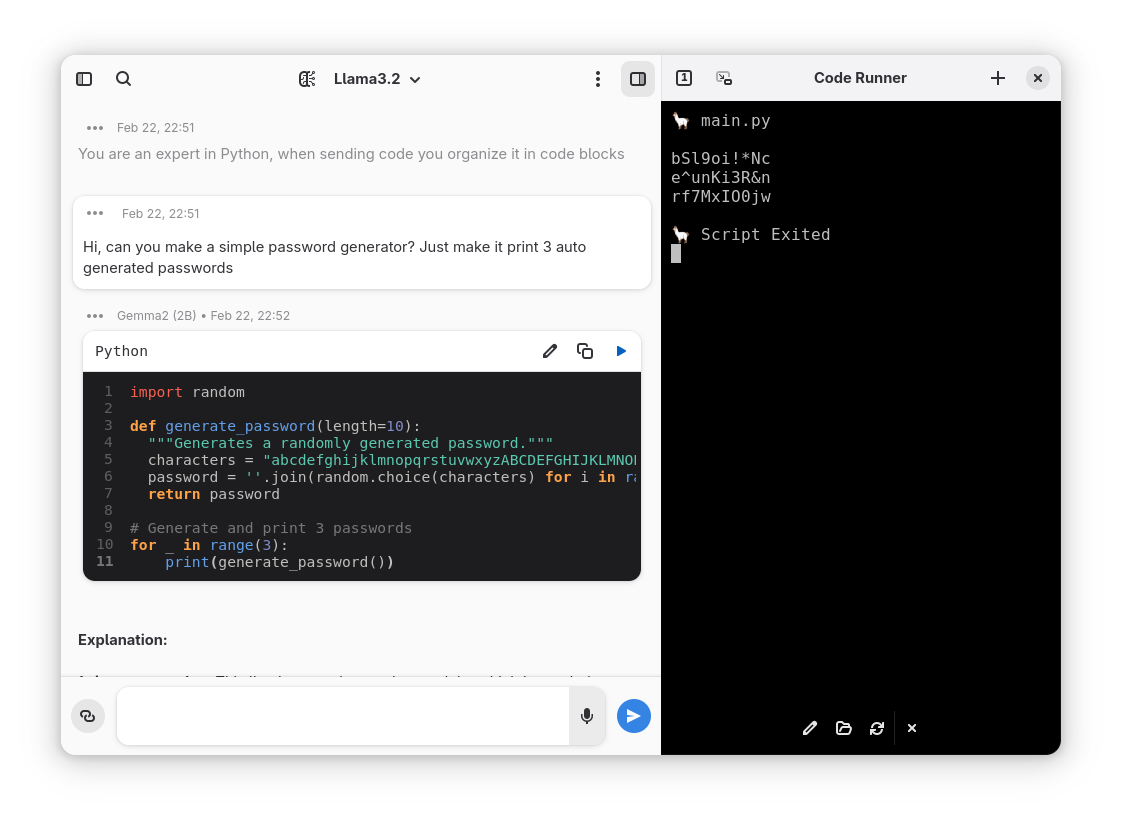 Llama3.2
Feb 22, 22:51
You are an expert in Python, when sending code you organize it in code blocks
Feb 22, 22:51
Hi, can you make a simple password generator? Just make it print 3 auto
generated passwords
Gemma2 (2B) • Feb 22, 22:52
Python
1 import random
2
3 def generate_password(length=10):
4 """Generates a randomly generated password."""
5 characters = "abcdefghijklmnopqrstuvwxyzABCDEFGHIJKLMNO
6 password = ''.join(random.choice(characters) for i in ra
7 return password
8
9 # Generate and print 3 passwords
10 for _ in range(3):
11 print(generate_password())
Explanation:
1
Code Runner
main.py
bSl9oi!*Nc
e^unKi3R&n
rf7MxIO0jw
Script Exited